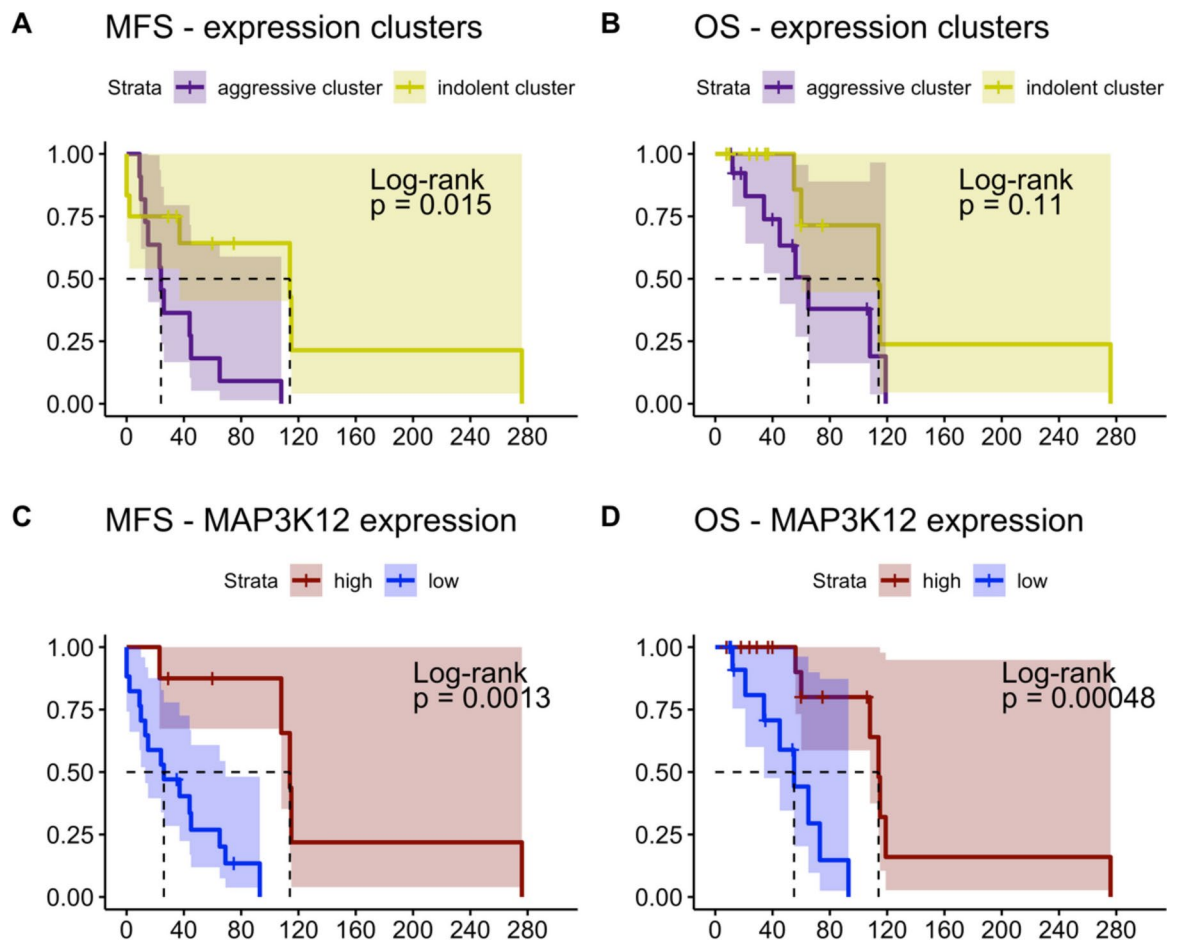 A MFS - expression clusters
Strata aggressive cluster indolent cluster
1.00
0.75
0.50
0.25
0.00
Log-rank
p = 0.015
0 40 80 120 160 200 240 280
B OS - expression clusters
Strata aggressive cluster indolent cluster
1.00
0.75
0.50
0.25
0.00
Log-rank
p = 0.11
0 40 80 120 160 200 240 280
C MFS - MAP3K12 expression
Strata high low
1.00
0.75
0.50
0.25
0.00
Log-rank
p = 0.0013
0 40 80 120 160 200 240 280
D OS - MAP3K12 expression
Strata high low
1.00
0.75
0.50
0.25
0.00
Log-rank
p = 0.00048
0 40 80 120 160 200 240 280